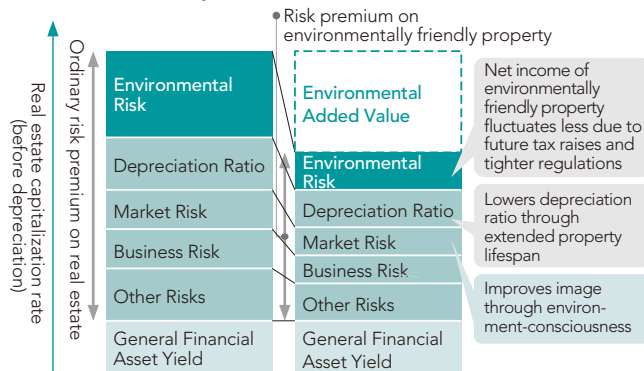 Risk premium on
environmentally friendly property
Real estate capitalization rate
(before depreciation)
Ordinary risk premium on real estate
Environmental
Risk
Depreciation Ratio
Market Risk
Business Risk
Other Risks
General Financial
Asset Yield
Environmental
Added Value
Environmental
Risk
Depreciation Ratio
Market Risk
Business Risk
Other Risks
General Financial
Asset Yield
Net income of
environmentally
friendly property
fluctuates less due to
future tax raises and
tighter regulations
Lowers depreciation
ratio through
extended property
lifespan
Improves image
through environ-
ment-consciousness